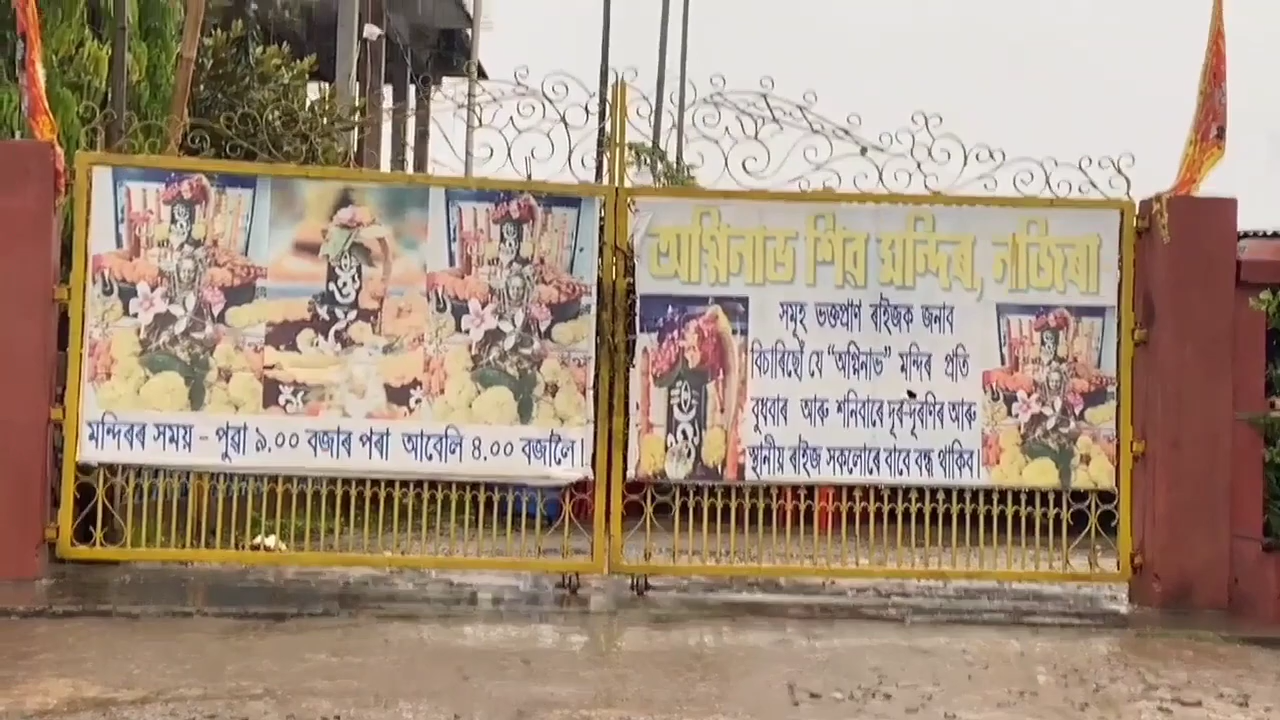 মন্দিৰৰ সময় - পুৱা ৯.০০ বজাৰ পৰা আবেলি ৪.০০ বজালৈ।
অগ্নিনাভ শিৱ মন্দিৰ, নাজিৰা
সমূহ ভক্তপ্ৰাণ ৰাইজক জনাব
বিচাৰিছোঁ যে “অগ্নিনাভ” মন্দিৰ প্ৰতি
বুধবাৰ আৰু শনিবাৰে দূৰ-দূৰণিৰ আৰু
স্থানীয় ৰাইজ সকলোৰে বাবে বন্ধ থাকিব।